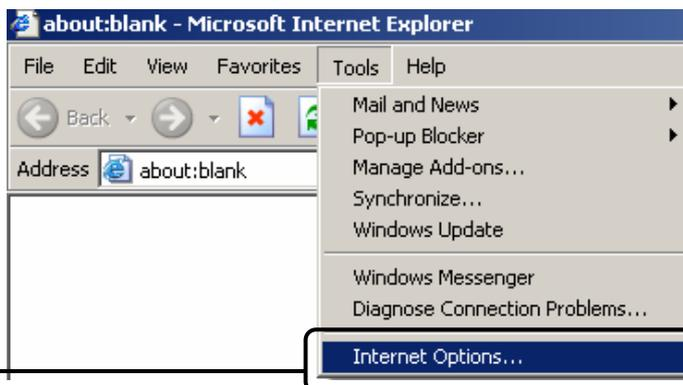 about:blank - Microsoft Internet Explorer
File Edit View Favorites Tools Help
Back
Address about:blank
Mail and News
Pop-up Blocker
Manage Add-ons...
Synchronize...
Windows Update
Windows Messenger
Diagnose Connection Problems...
Internet Options...